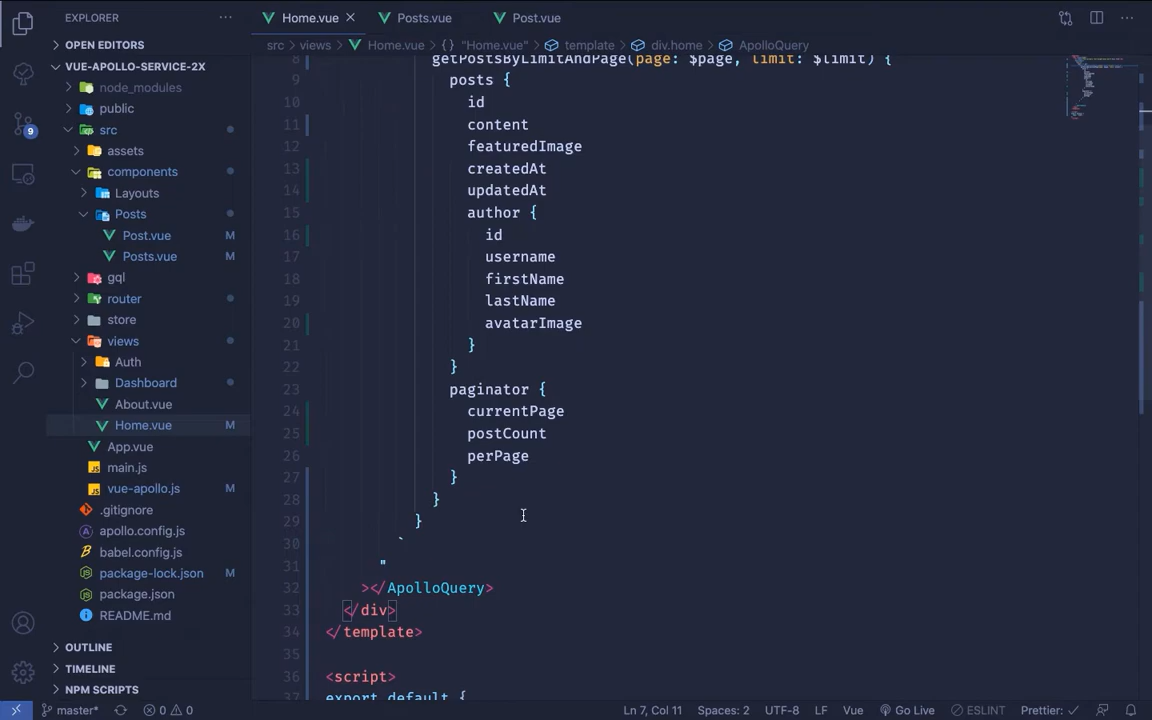 EXPLORER
Home.vue
Posts.vue
Post.vue
OPEN EDITORS
src views Home.vue {} "Home.vue" template div.home ApolloQuery
VUE-APOLLO-SERVICE-2X
node_modules
public
src
assets
components
Layouts
Posts
Post.vue M
Posts.vue M
gql
router
store
views
Auth
Dashboard
About.vue
Home.vue M
App.vue
main.js
vue-apollo.js M
.gitignore
apollo.config.js
babel.config.js
package-lock.json M
package.json
README.md
OUTLINE
TIMELINE
NPM SCRIPTS
9
8 getPostsByLimitAndPage(page: $page, limit: $limit) {
9 posts {
10 id
11 content
12 featuredImage
13 createdAt
14 updatedAt
15 author {
16 id
17 username
18 firstName
19 lastName
20 avatarImage
21 }
22 }
23 paginator {
24 currentPage
25 postCount
26 perPage
27 }
28 }
29 }
30 `
31 "
32 ></ApolloQuery>
33 </div>
34 </template>
36 <script>
37 export default {
master* 0 0 Ln 7, Col 11 Spaces: 2 UTF-8 LF Vue Go Live ESLINT Prettier: ✓